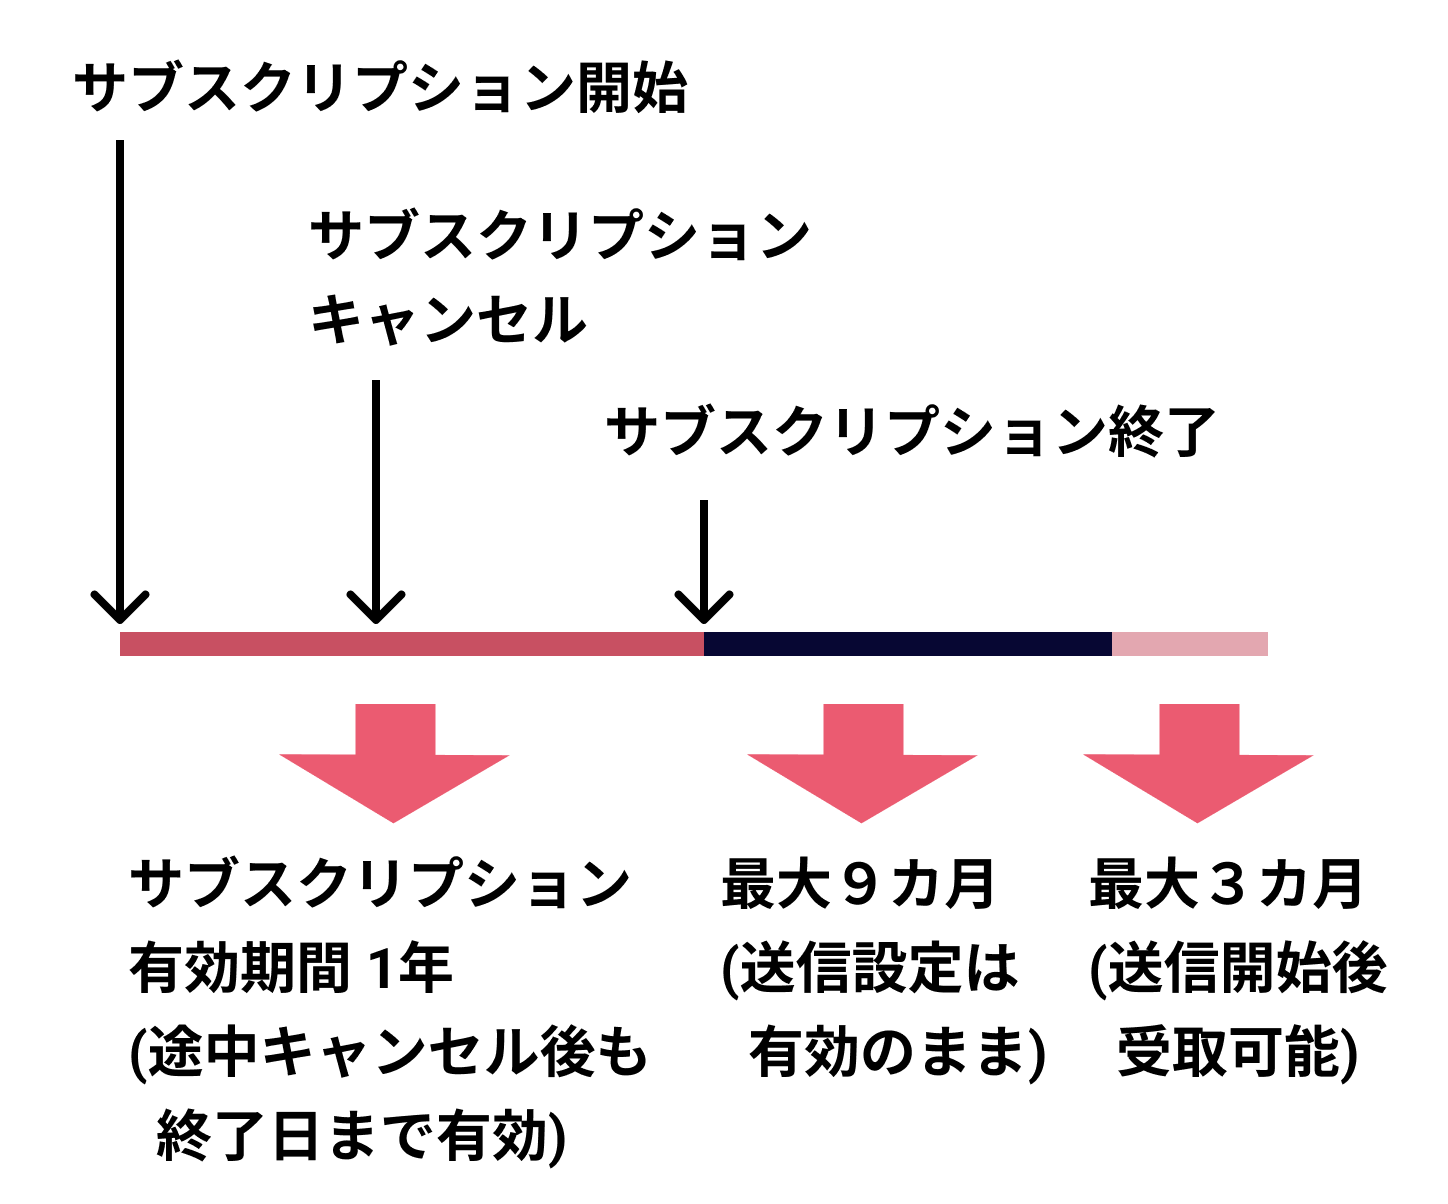 サブスクリプション開始
サブスクリプション
キャンセル
サブスクリプション終了
サブスクリプション
有効期間 1年
(途中キャンセル後も
終了日まで有効)
最大９カ月
(送信設定は
有効のまま)
最大３カ月
(送信開始後
受取可能)